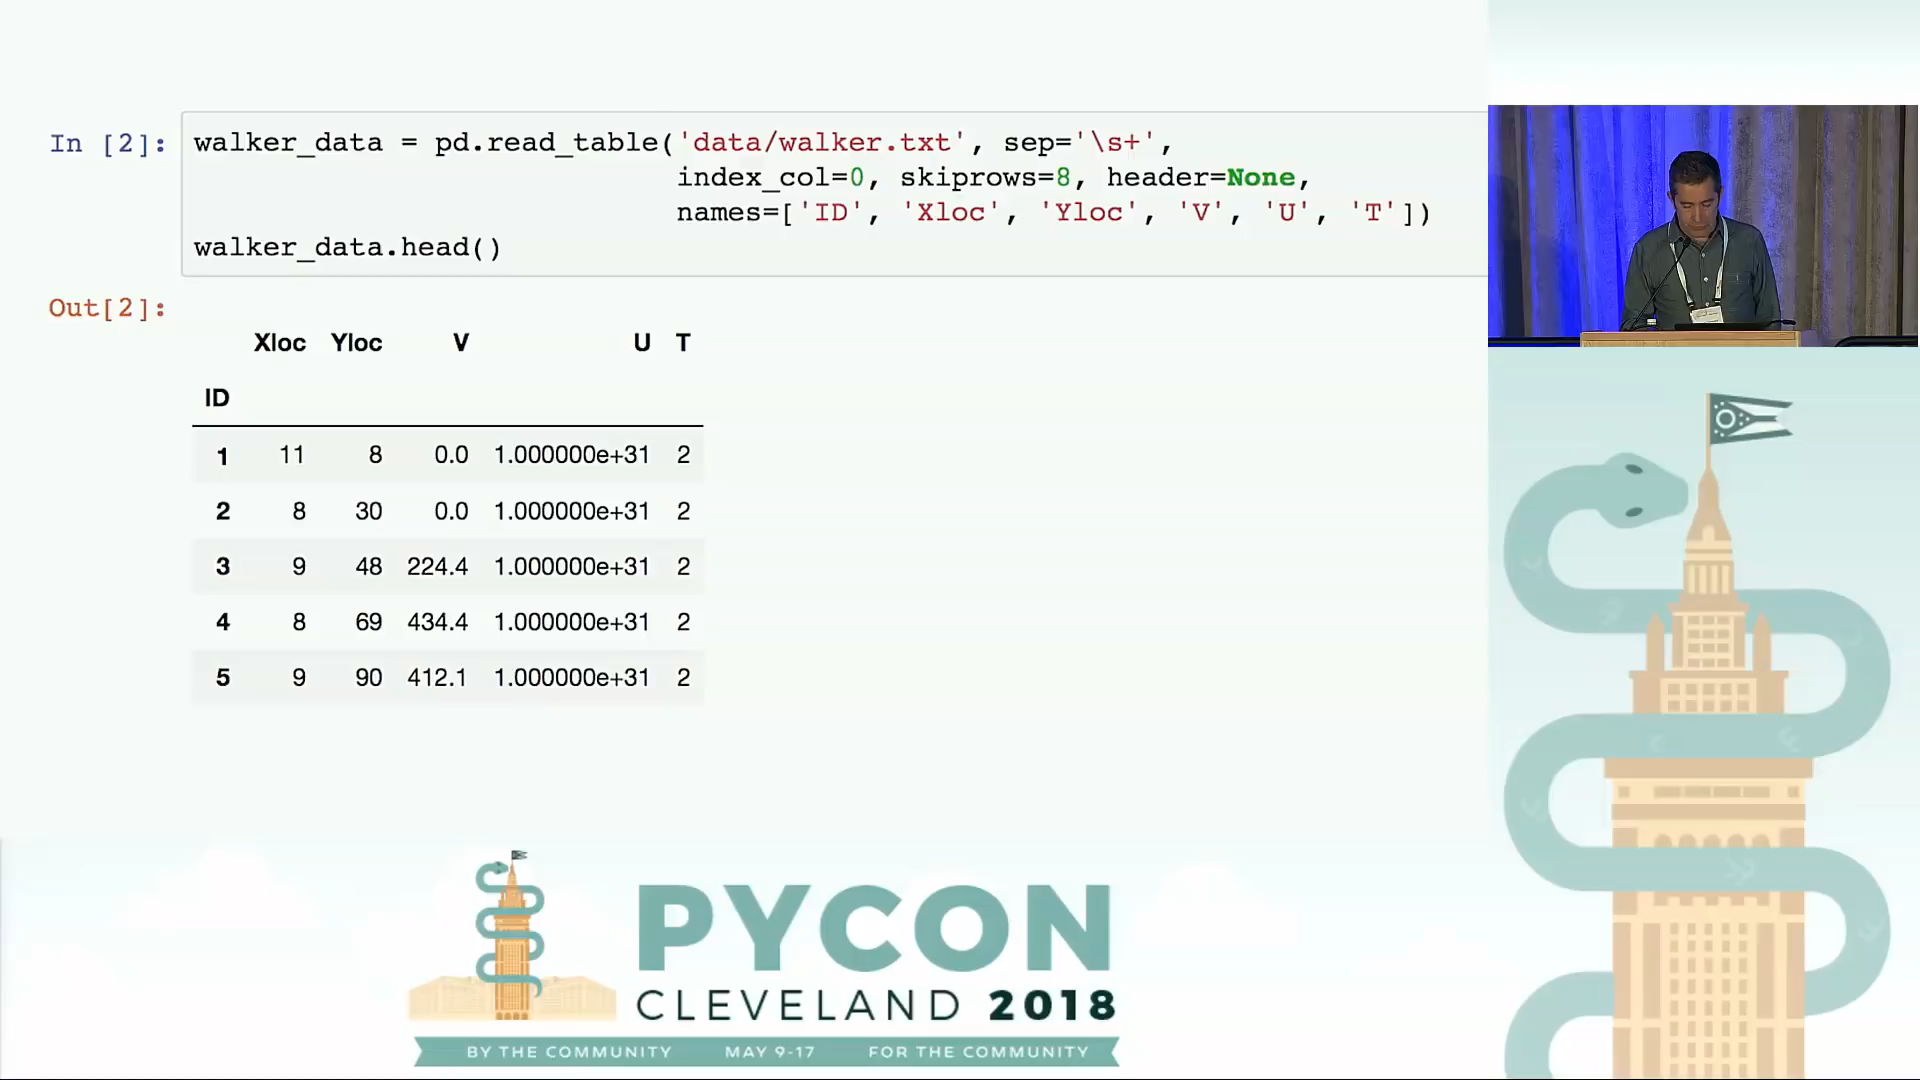 In [2]:
walker_data = pd.read_table('data/walker.txt', sep='\s+',
index_col=0, skiprows=8, header=None,
names=['ID', 'Xloc', 'Yloc', 'V', 'U', 'T'])
walker_data.head()
Out[2]:
Xloc Yloc V U T
ID
1 11 8 0.0 1.000000e+31 2
2 8 30 0.0 1.000000e+31 2
3 9 48 224.4 1.000000e+31 2
4 8 69 434.4 1.000000e+31 2
5 9 90 412.1 1.000000e+31 2
PYCON
CLEVELAND 2018
BY THE COMMUNITY MAY 9-17 FOR THE COMMUNITY